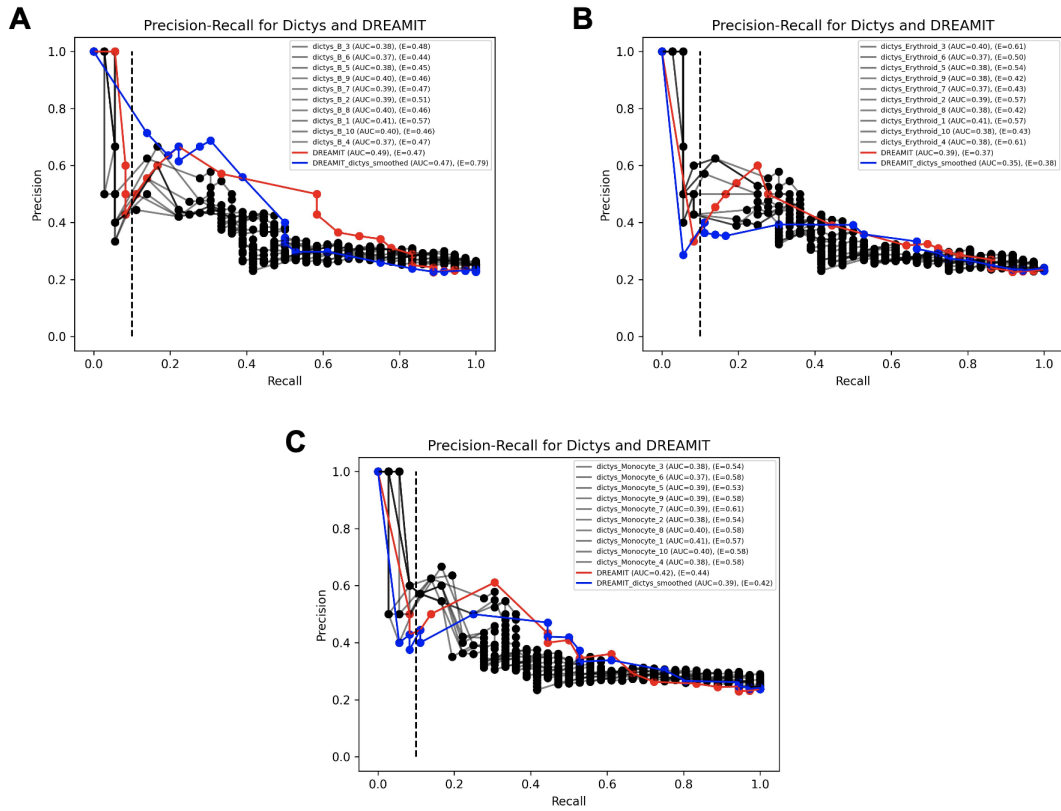 A
Precision-Recall for Dictys and DREAMIT
dictys_B_3 (AUC=0.38), (E=0.48)
dictys_B_6 (AUC=0.37), (E=0.44)
dictys_B_5 (AUC=0.38), (E=0.45)
dictys_B_9 (AUC=0.40), (E=0.46)
dictys_B_7 (AUC=0.39), (E=0.47)
dictys_B_2 (AUC=0.39), (E=0.51)
dictys_B_8 (AUC=0.40), (E=0.46)
dictys_B_1 (AUC=0.41), (E=0.57)
dictys_B_10 (AUC=0.40), (E=0.46)
dictys_B_4 (AUC=0.37), (E=0.47)
DREAMIT (AUC=0.49), (E=0.47)
DREAMIT_dictys_smoothed (AUC=0.47), (E=0.79)
1.0
0.8
0.6
0.4
0.2
0.0
Precision
0.0 0.2 0.4 0.6 0.8 1.0
Recall
B
Precision-Recall for Dictys and DREAMIT
dictys_Erythroid_3 (AUC=0.40), (E=0.61)
dictys_Erythroid_6 (AUC=0.37), (E=0.50)
dictys_Erythroid_5 (AUC=0.38), (E=0.54)
dictys_Erythroid_9 (AUC=0.38), (E=0.42)
dictys_Erythroid_7 (AUC=0.37), (E=0.43)
dictys_Erythroid_2 (AUC=0.39), (E=0.57)
dictys_Erythroid_8 (AUC=0.38), (E=0.42)
dictys_Erythroid_1 (AUC=0.41), (E=0.57)
dictys_Erythroid_10 (AUC=0.38), (E=0.43)
dictys_Erythroid_4 (AUC=0.38), (E=0.61)
DREAMIT (AUC=0.39), (E=0.37)
DREAMIT_dictys_smoothed (AUC=0.35), (E=0.38)
1.0
0.8
0.6
0.4
0.2
0.0
Precision
0.0 0.2 0.4 0.6 0.8 1.0
Recall
C
Precision-Recall for Dictys and DREAMIT
dictys_Monocyte_3 (AUC=0.38), (E=0.54)
dictys_Monocyte_6 (AUC=0.37), (E=0.58)
dictys_Monocyte_5 (AUC=0.39), (E=0.53)
dictys_Monocyte_9 (AUC=0.39), (E=0.58)
dictys_Monocyte_7 (AUC=0.39), (E=0.61)
dictys_Monocyte_2 (AUC=0.38), (E=0.54)
dictys_Monocyte_8 (AUC=0.40), (E=0.58)
dictys_Monocyte_1 (AUC=0.41), (E=0.57)
dictys_Monocyte_10 (AUC=0.40), (E=0.58)
dictys_Monocyte_4 (AUC=0.38), (E=0.58)
DREAMIT (AUC=0.42), (E=0.44)
DREAMIT_dictys_smoothed (AUC=0.39), (E=0.42)
1.0
0.8
0.6
0.4
0.2
0.0
Precision
0.0 0.2 0.4 0.6 0.8 1.0
Recall